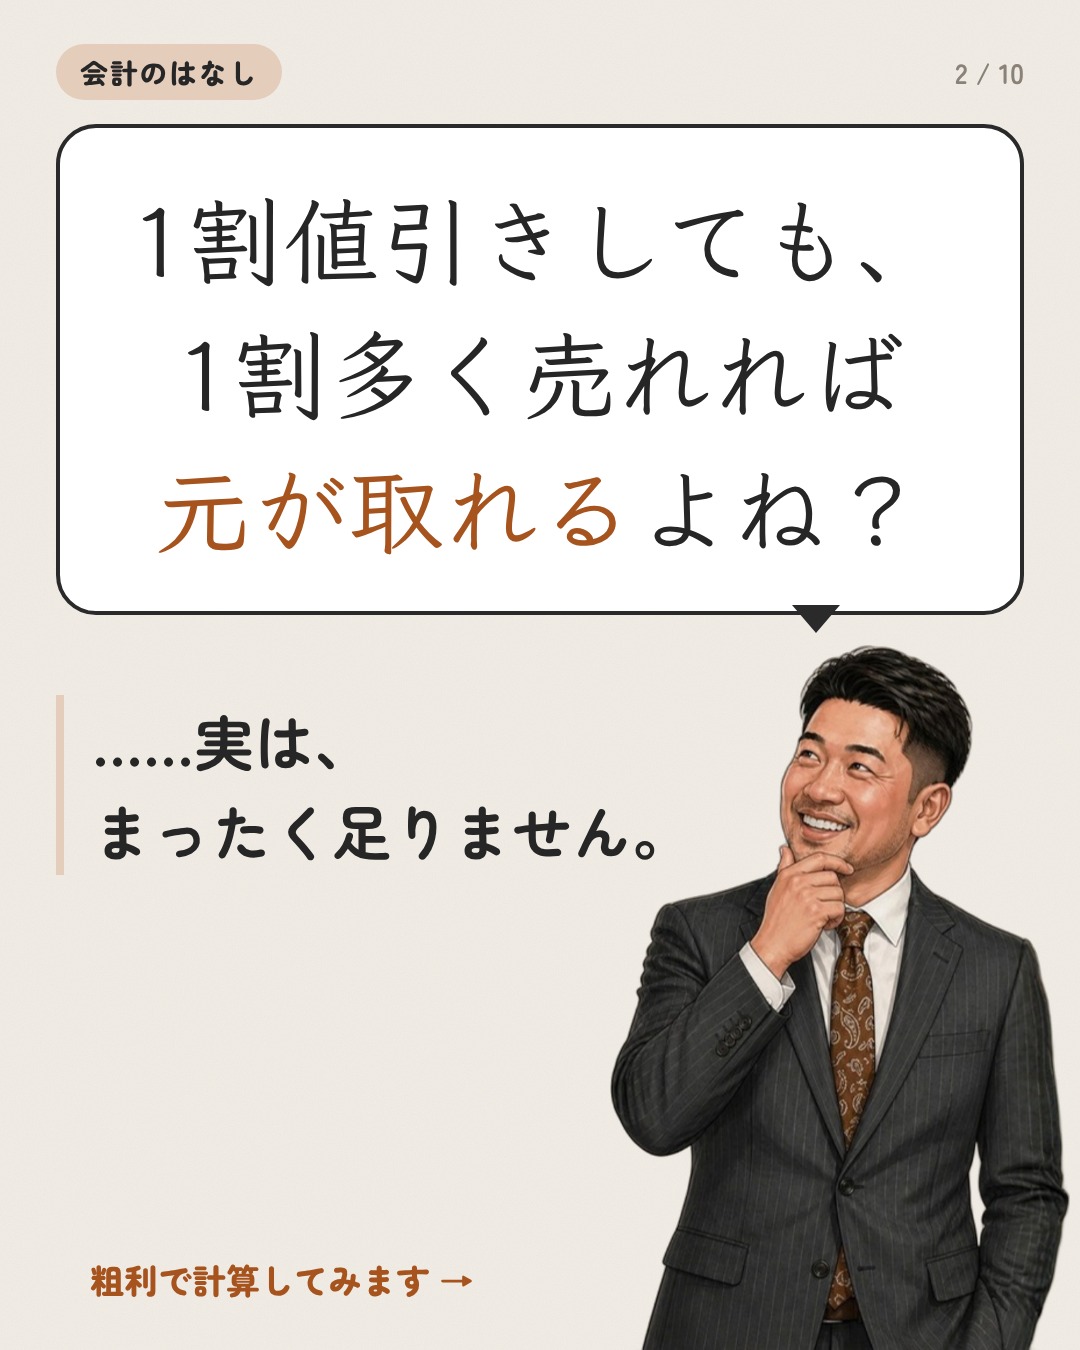 会計のはなし
2 / 10
1割値引きしても、
1割多く売れれば
元が取れるよね？
……実は、
まったく足りません。
粗利で計算してみます →